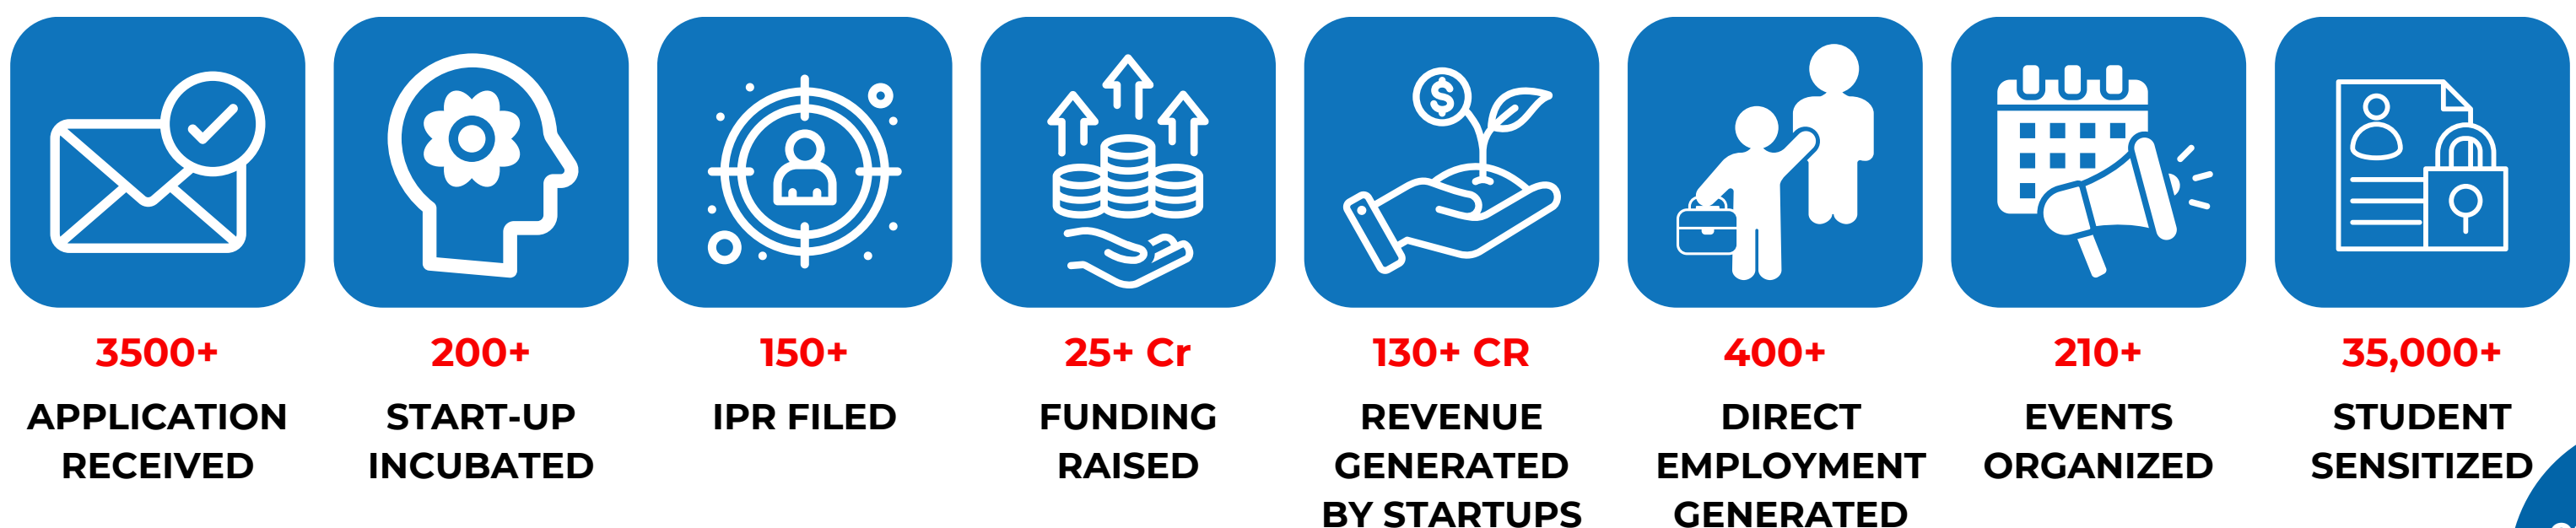 3500+
APPLICATION
RECEIVED
200+
START-UP
INCUBATED
150+
IPR FILED
25+ Cr
FUNDING
RAISED
130+ CR
REVENUE
GENERATED
BY STARTUPS
400+
DIRECT
EMPLOYMENT
GENERATED
210+
EVENTS
ORGANIZED
35,000+
STUDENT
SENSITIZED